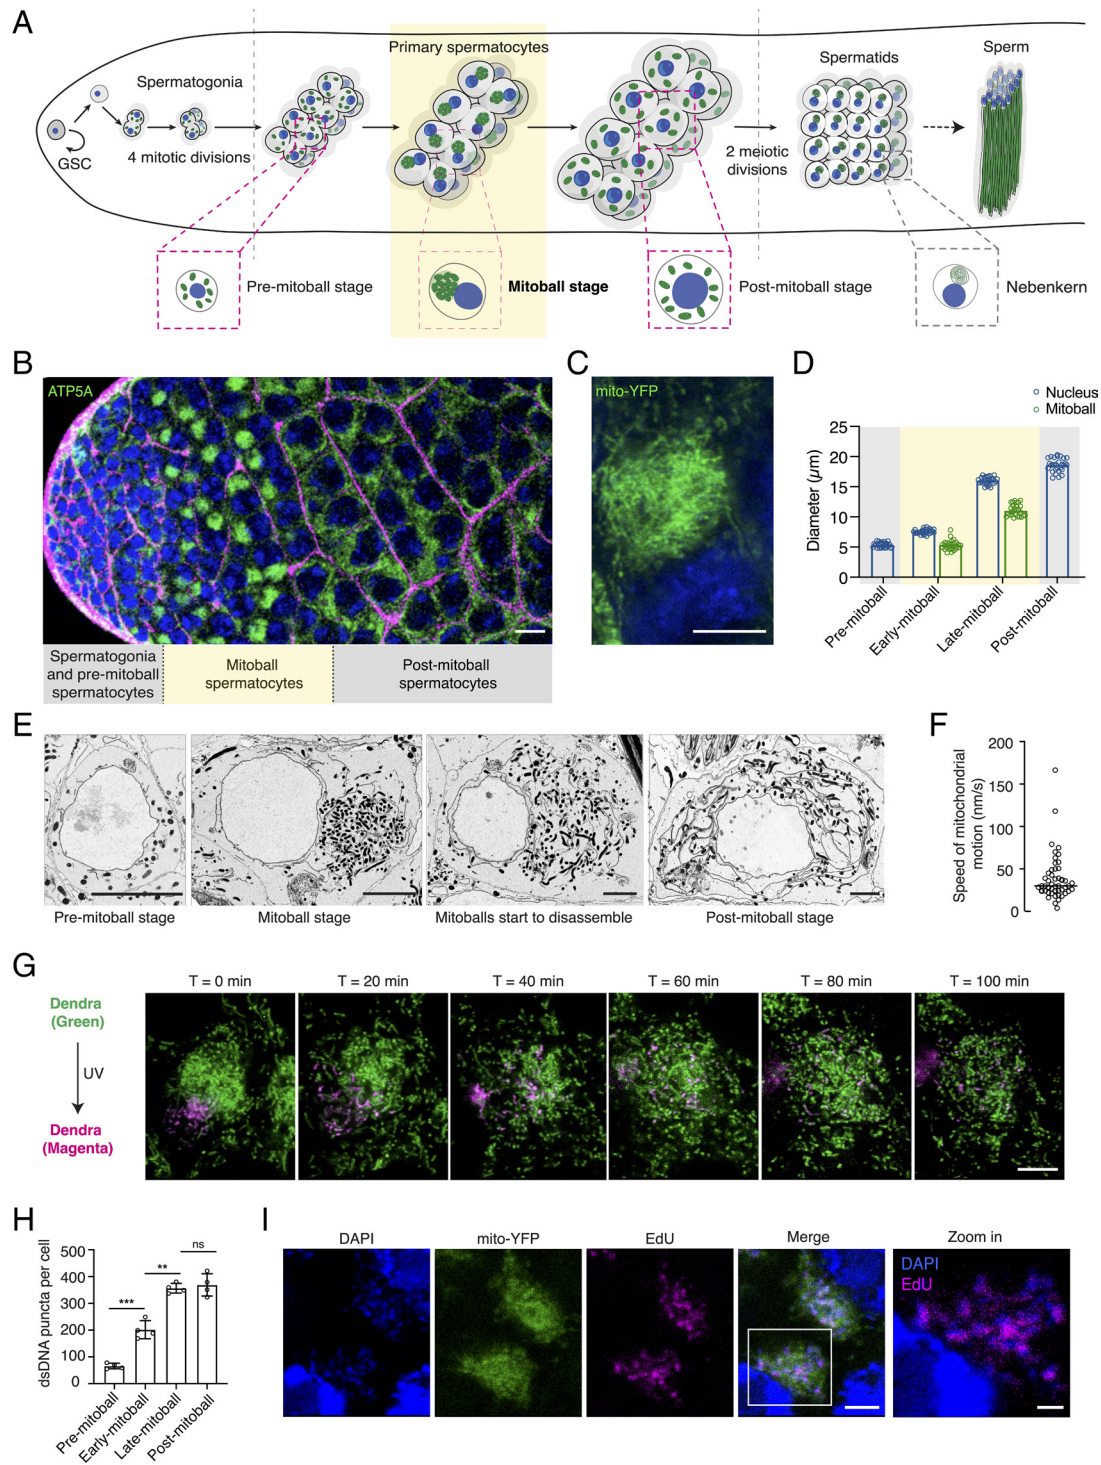 A
Primary spermatocytes
Spermatogonia
Spermatids
Sperm
GSC
4 mitotic divisions
2 meiotic
divisions
Pre-mitoball stage
Mitoball stage
Post-mitoball stage
Nebenkern
B
ATP5A
Spermatogonia
and pre-mitoball
spermatocytes
Mitoball
spermatocytes
Post-mitoball
spermatocytes
C
mito-YFP
D
Nucleus
Mitoball
Diameter (µm)
25
20
15
10
5
0
Pre-mitoball
Early-mitoball
Late-mitoball
Post-mitoball
E
Pre-mitoball stage
Mitoball stage
Mitoballs start to disassemble
Post-mitoball stage
F
Speed of mitochondrial
motion (nm/s)
200
150
100
50
0
G
T = 0 min
T = 20 min
T = 40 min
T = 60 min
T = 80 min
T = 100 min
Dendra
(Green)
UV
Dendra
(Magenta)
H
dsDNA puncta per cell
500
400
300
200
100
0
***
**
ns
Pre-mitoball
Early-mitoball
Late-mitoball
Post-mitoball
I
DAPI
mito-YFP
EdU
Merge
Zoom in
DAPI
EdU